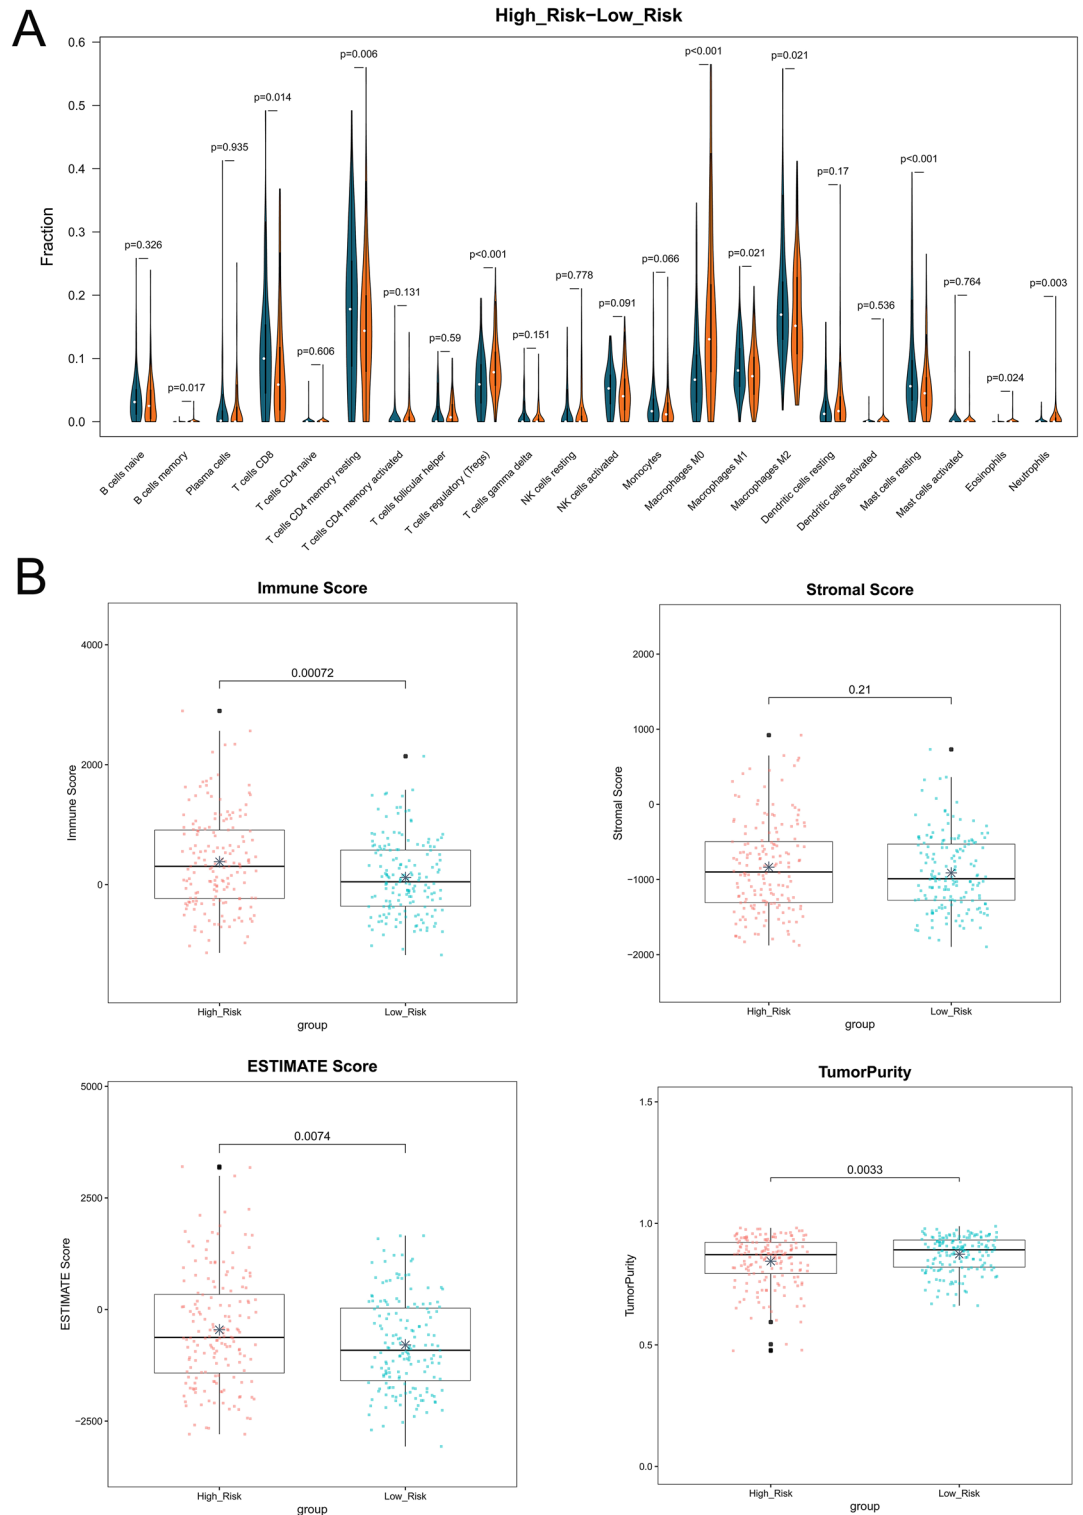 A
High_Risk−Low_Risk
Fraction
0.6
0.5
0.4
0.3
0.2
0.1
0.0
p=0.326
p=0.017
p=0.935
p=0.014
p=0.606
p=0.006
p=0.131
p=0.59
p<0.001
p=0.151
p=0.778
p=0.091
p=0.066
p<0.001
p=0.021
p=0.021
p=0.17
p=0.536
p<0.001
p=0.764
p=0.024
p=0.003
B cells naive
B cells memory
Plasma cells
T cells CD8
T cells CD4 naive
T cells CD4 memory resting
T cells CD4 memory activated
T cells follicular helper
T cells regulatory (Tregs)
T cells gamma delta
NK cells resting
NK cells activated
Monocytes
Macrophages M0
Macrophages M1
Macrophages M2
Dendritic cells resting
Dendritic cells activated
Mast cells resting
Mast cells activated
Eosinophils
Neutrophils
B
Immune Score
Immune Score
4000
2000
0
0.00072
High_Risk
Low_Risk
group
Stromal Score
Stromal Score
2000
1000
0
−1000
−2000
0.21
High_Risk
Low_Risk
group
ESTIMATE Score
ESTIMATE Score
5000
2500
0
−2500
0.0074
High_Risk
Low_Risk
group
TumorPurity
TumorPurity
1.5
1.0
0.5
0.0
0.0033
High_Risk
Low_Risk
group